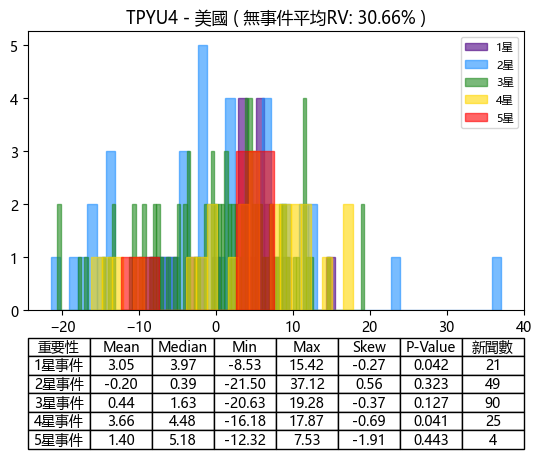 TPYU4 - 美國 ( 無事件平均RV: 30.66% )
5
4
3
2
1
0
1星
2星
3星
4星
5星
−20 −10 0 10 20 30 40
重要性 Mean Median Min Max Skew P-Value 新聞數
1星事件 3.05 3.97 -8.53 15.42 -0.27 0.042 21
2星事件 -0.20 0.39 -21.50 37.12 0.56 0.323 49
3星事件 0.44 1.63 -20.63 19.28 -0.37 0.127 90
4星事件 3.66 4.48 -16.18 17.87 -0.69 0.041 25
5星事件 1.40 5.18 -12.32 7.53 -1.91 0.443 4